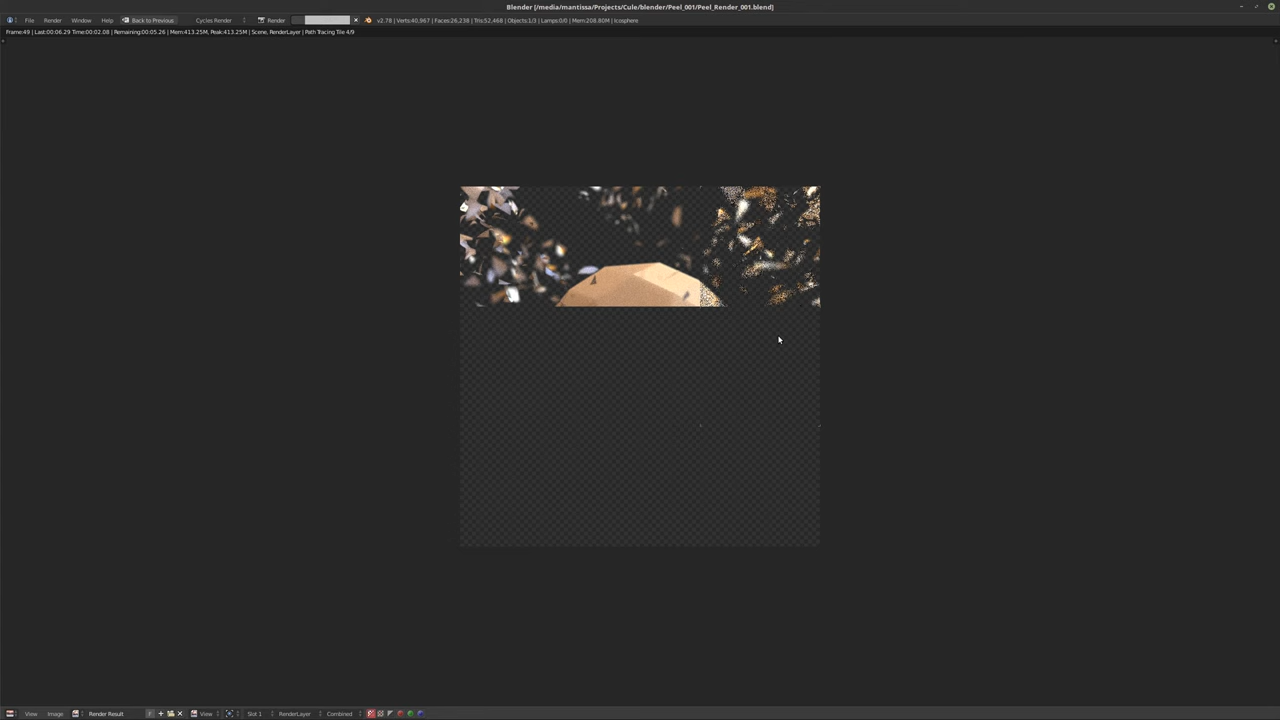 Blender [/media/mantissa/Projects/Cule/blender/Peel_001/Peel_Render_001.blend]
File Render Window Help Back to Previous Cycles Render Render v2.78 | Verts:40,967 | Faces:26,238 | Tris:52,468 | Objects:1/3 | Lamps:0/0 | Mem:208.80M | Icosphere
Frame:49 | Last:00:06.29 Time:00:02.08 | Remaining:00:05.26 | Mem:413.25M, Peak:413.25M | Scene, RenderLayer | Path Tracing Tile 4/9
View Image Render Result F View Slot 1 RenderLayer Combined